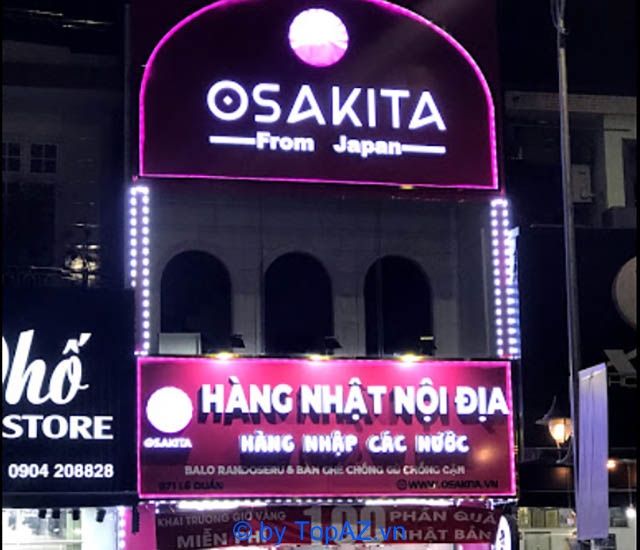 OSAKITA
From Japan
hố
STORE
0904 208828
HÀNG NHẬT NỘI ĐỊA
OSAKITA
HÀNG NHẬP CÁC NƯỚC
BALO RANDOSERU & BÀN GHẾ CHỐNG GÙ CHỐNG CẬN
971 LÊ DUẨN
WWW.OSAKITA.VN
KHAI TRƯƠNG GIỜ VÀNG
MIỄN
100
PHẦN QUÀ
NHẬT BẢN
© by TopAZ.vn